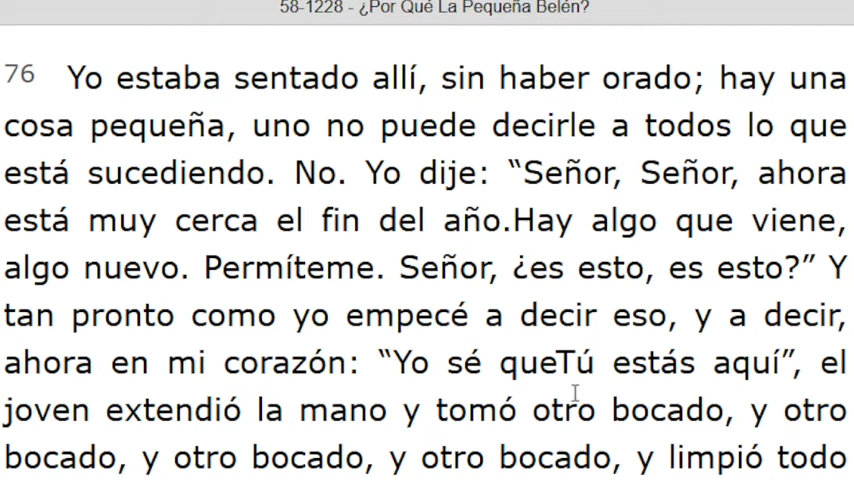 58-1228 - ¿Por Qué La Pequeña Belén?
76 Yo estaba sentado allí, sin haber orado; hay una
cosa pequeña, uno no puede decirle a todos lo que
está sucediendo. No. Yo dije: “Señor, Señor, ahora
está muy cerca el fin del año.Hay algo que viene,
algo nuevo. Permíteme. Señor, ¿es esto, es esto?” Y
tan pronto como yo empecé a decir eso, y a decir,
ahora en mi corazón: “Yo sé queTú estás aquí”, el
joven extendió la mano y tomó otro bocado, y otro
bocado, y otro bocado, y otro bocado, y limpió todo